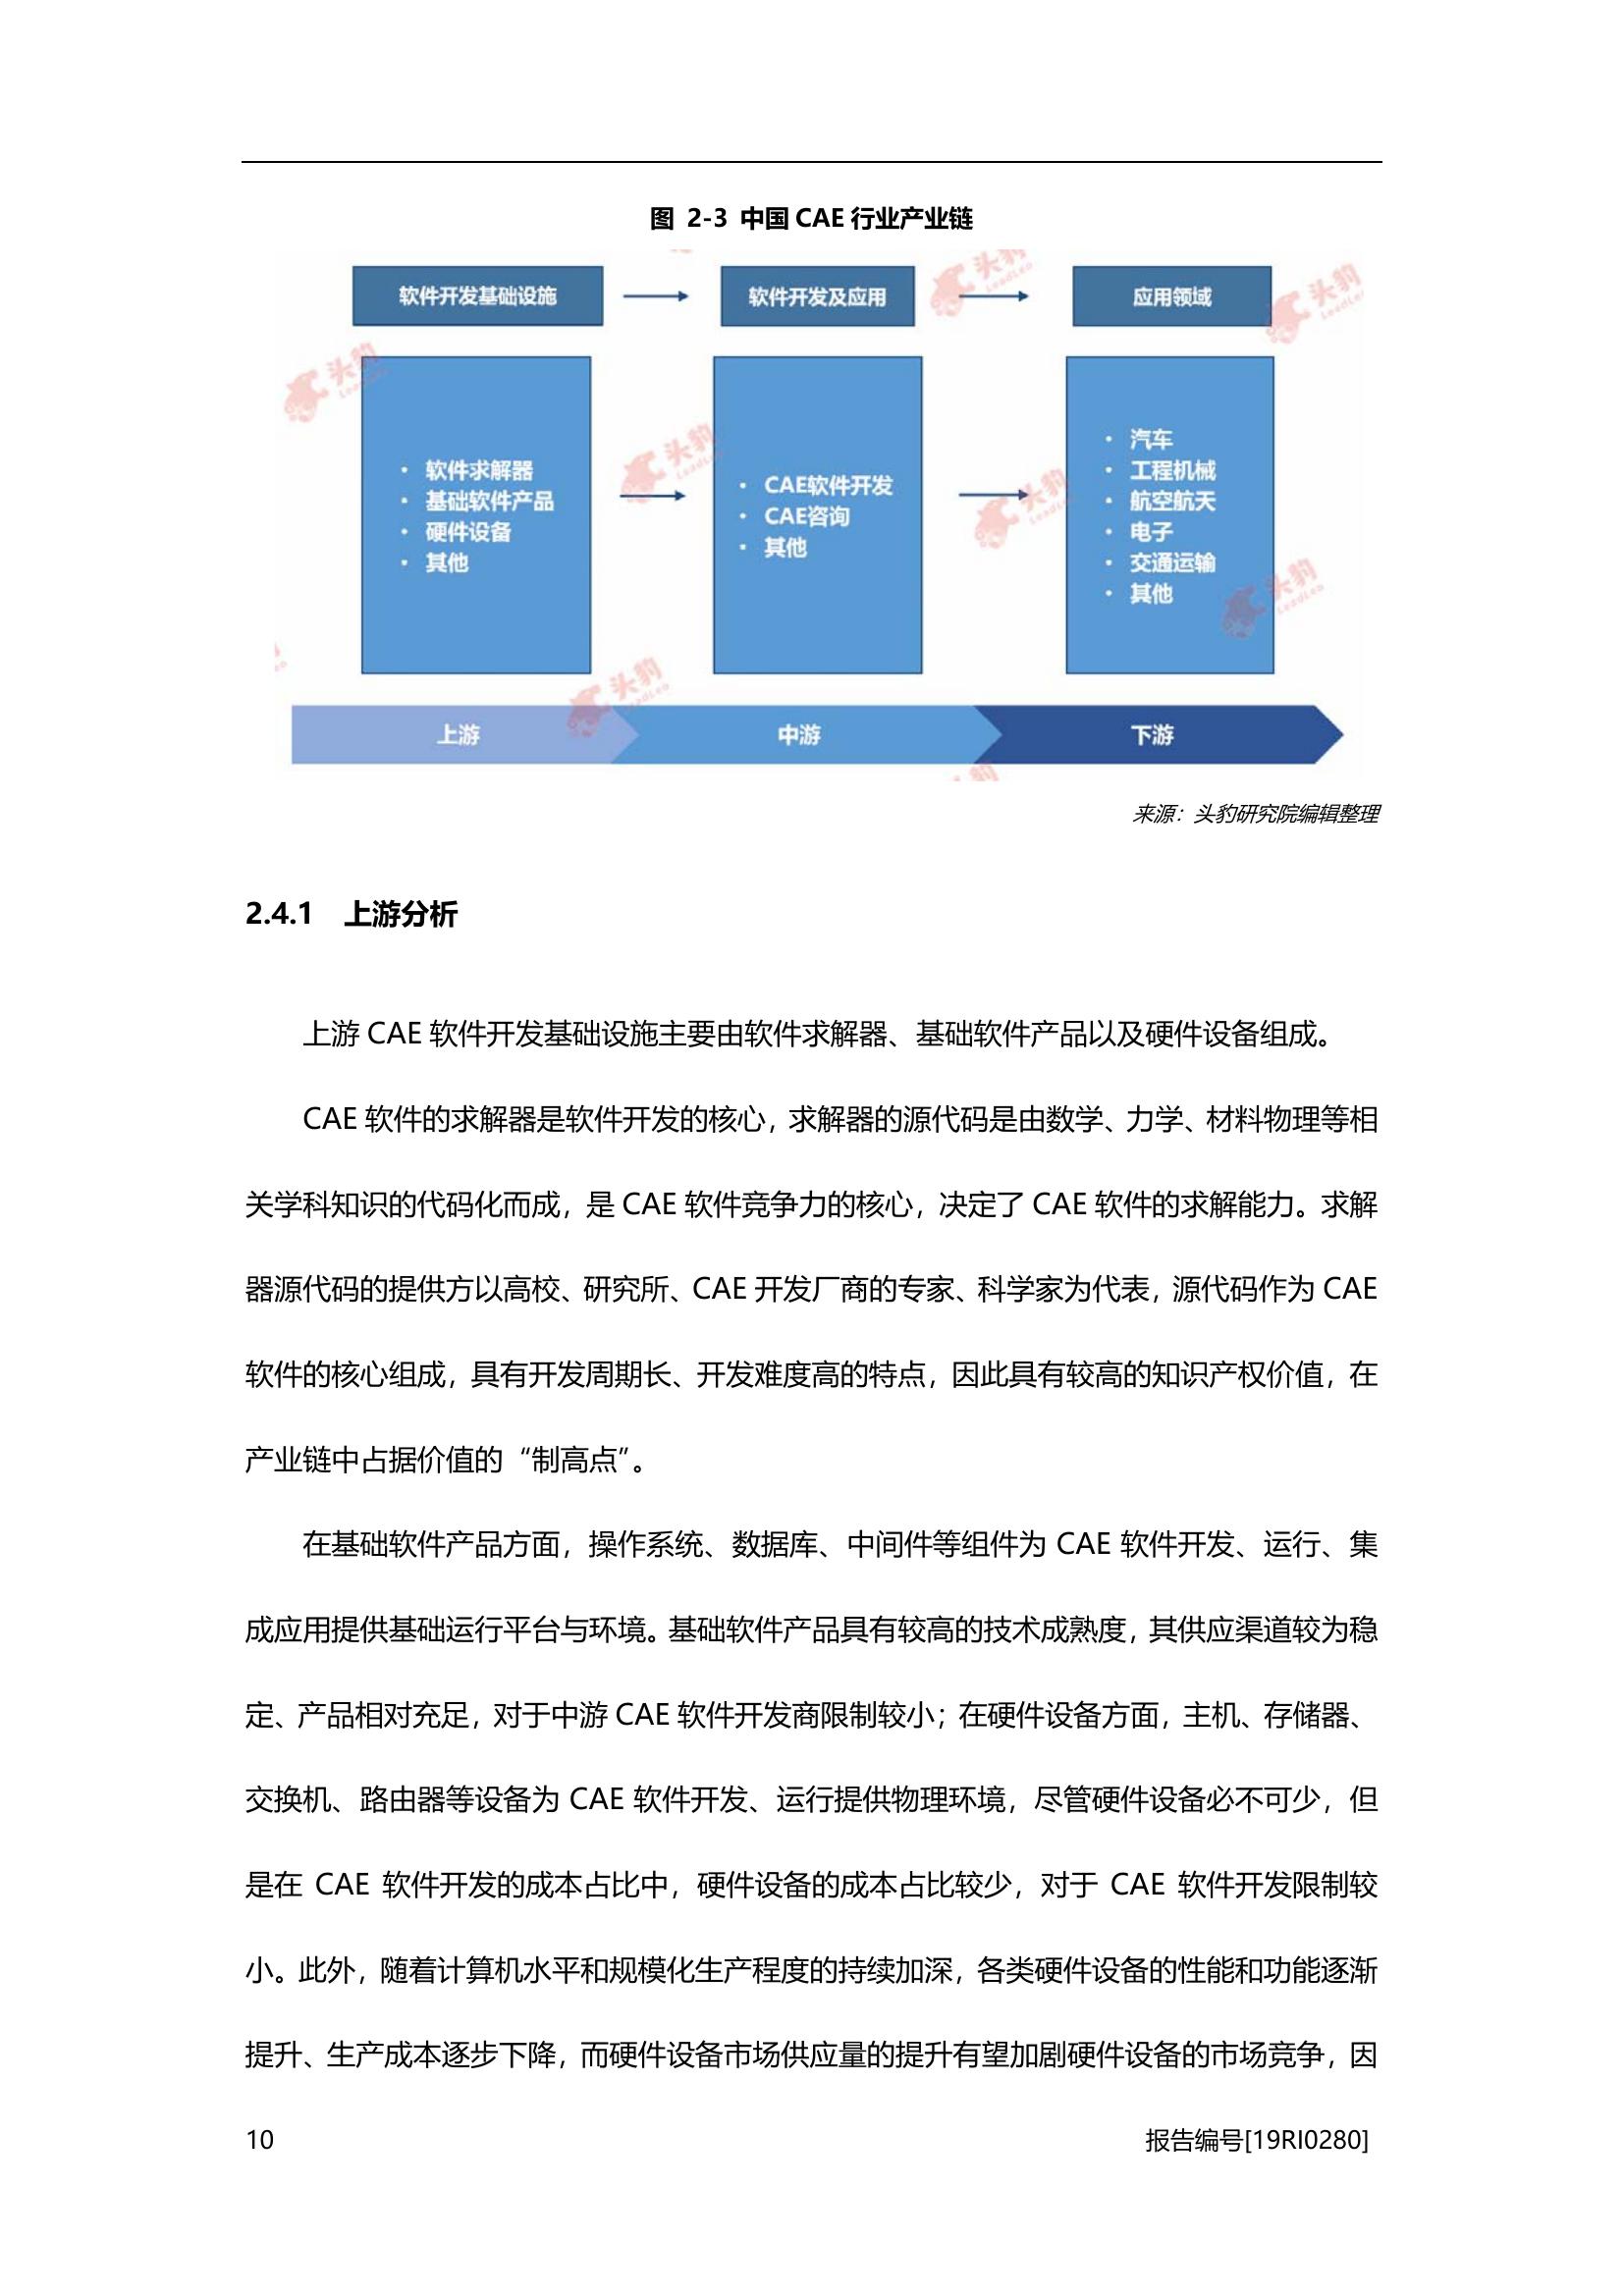 图 2-3 中国 CAE 行业产业链
软件开发基础设施
软件开发及应用
应用领域
• 软件求解器
• 基础软件产品
• 硬件设备
• 其他
• CAE软件开发
• CAE咨询
• 其他
• 汽车
• 工程机械
• 航空航天
• 电子
• 交通运输
• 其他
上游
中游
下游
头豹
LeadLeo
来源：头豹研究院编辑整理
2.4.1 上游分析
上游 CAE 软件开发基础设施主要由软件求解器、基础软件产品以及硬件设备组成。
CAE 软件的求解器是软件开发的核心，求解器的源代码是由数学、力学、材料物理等相
关学科知识的代码化而成，是 CAE 软件竞争力的核心，决定了 CAE 软件的求解能力。求解
器源代码的提供方以高校、研究所、CAE 开发厂商的专家、科学家为代表，源代码作为 CAE
软件的核心组成，具有开发周期长、开发难度高的特点，因此具有较高的知识产权价值，在
产业链中占据价值的“制高点”。
在基础软件产品方面，操作系统、数据库、中间件等组件为 CAE 软件开发、运行、集
成应用提供基础运行平台与环境。基础软件产品具有较高的技术成熟度，其供应渠道较为稳
定、产品相对充足，对于中游 CAE 软件开发商限制较小；在硬件设备方面，主机、存储器、
交换机、路由器等设备为 CAE 软件开发、运行提供物理环境，尽管硬件设备必不可少，但
是在 CAE 软件开发的成本占比中，硬件设备的成本占比较少，对于 CAE 软件开发限制较
小。此外，随着计算机水平和规模化生产程度的持续加深，各类硬件设备的性能和功能逐渐
提升、生产成本逐步下降，而硬件设备市场供应量的提升有望加剧硬件设备的市场竞争，因
10
报告编号[19RI0280]